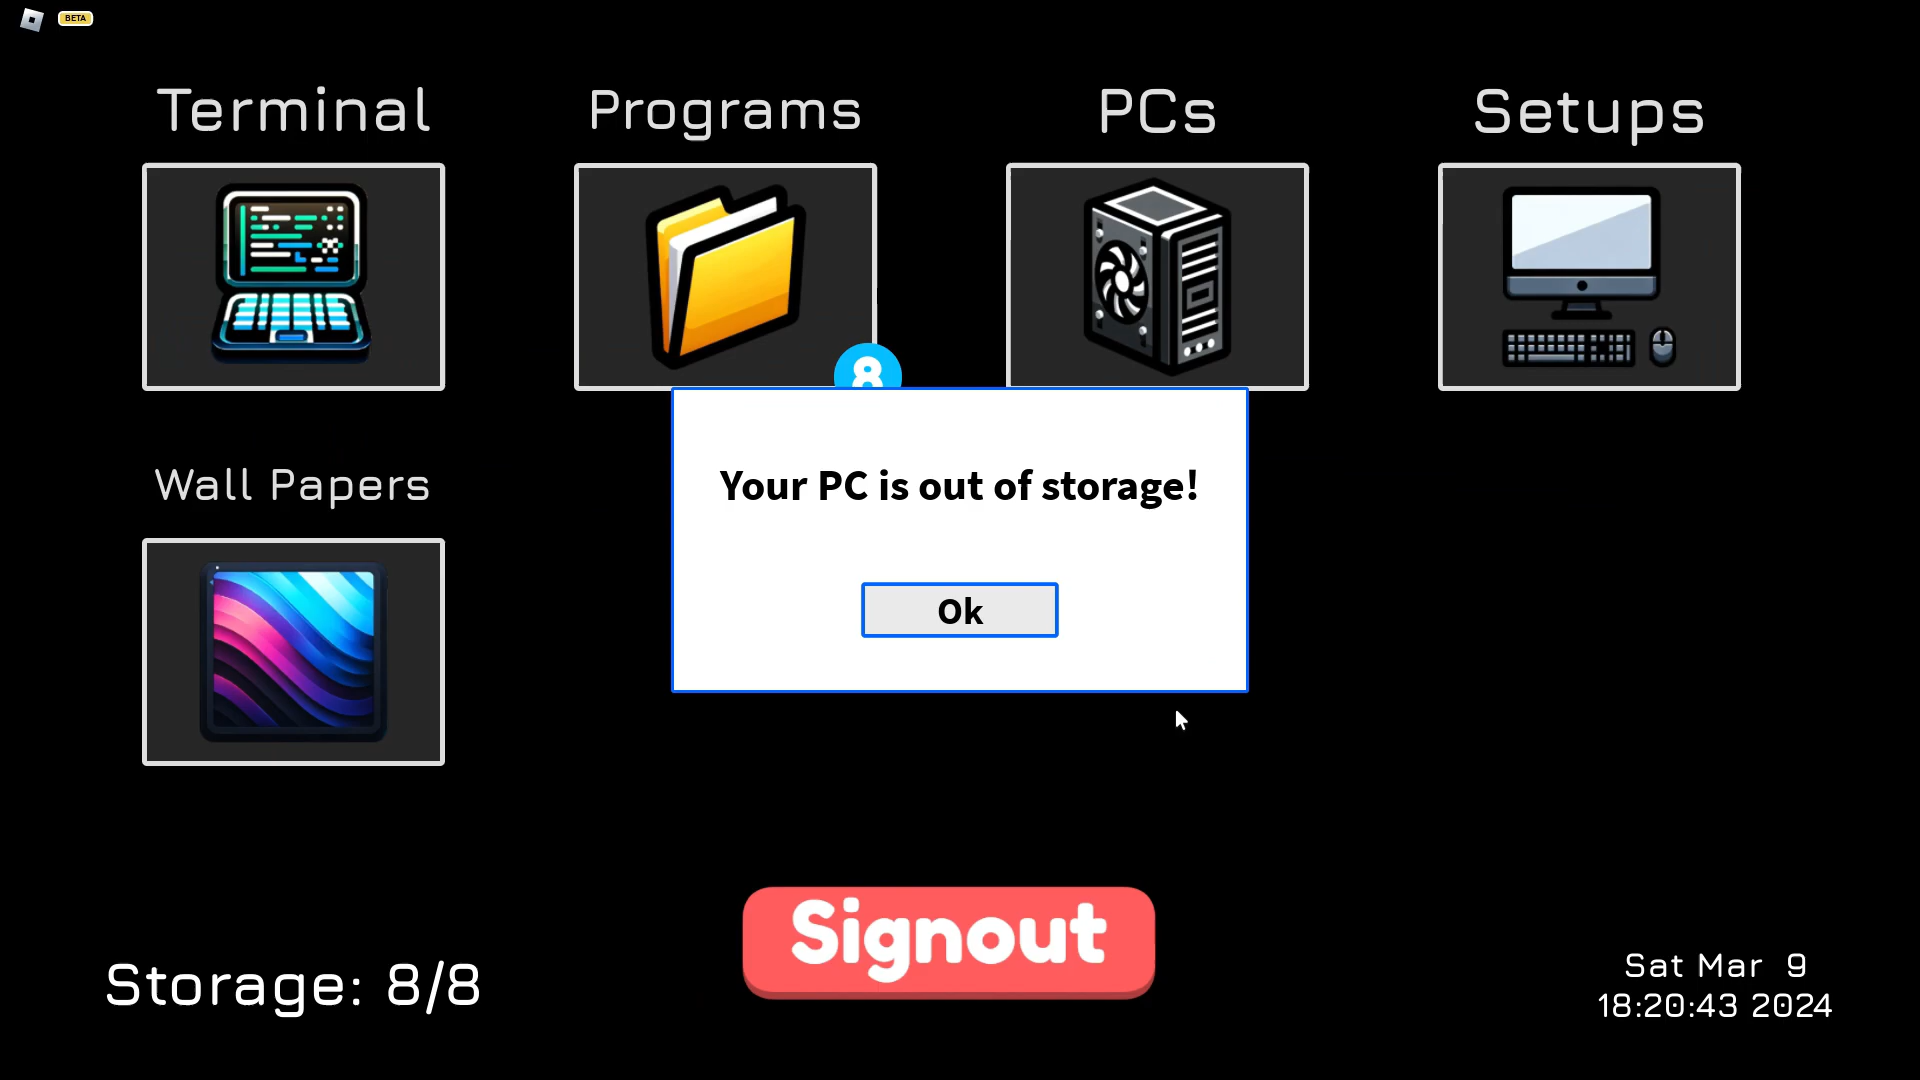 BETA
Terminal
Programs
PCs
Setups
8
Wall Papers
Your PC is out of storage!
Ok
Signout
Storage: 8/8
Sat Mar 9
18:20:43 2024